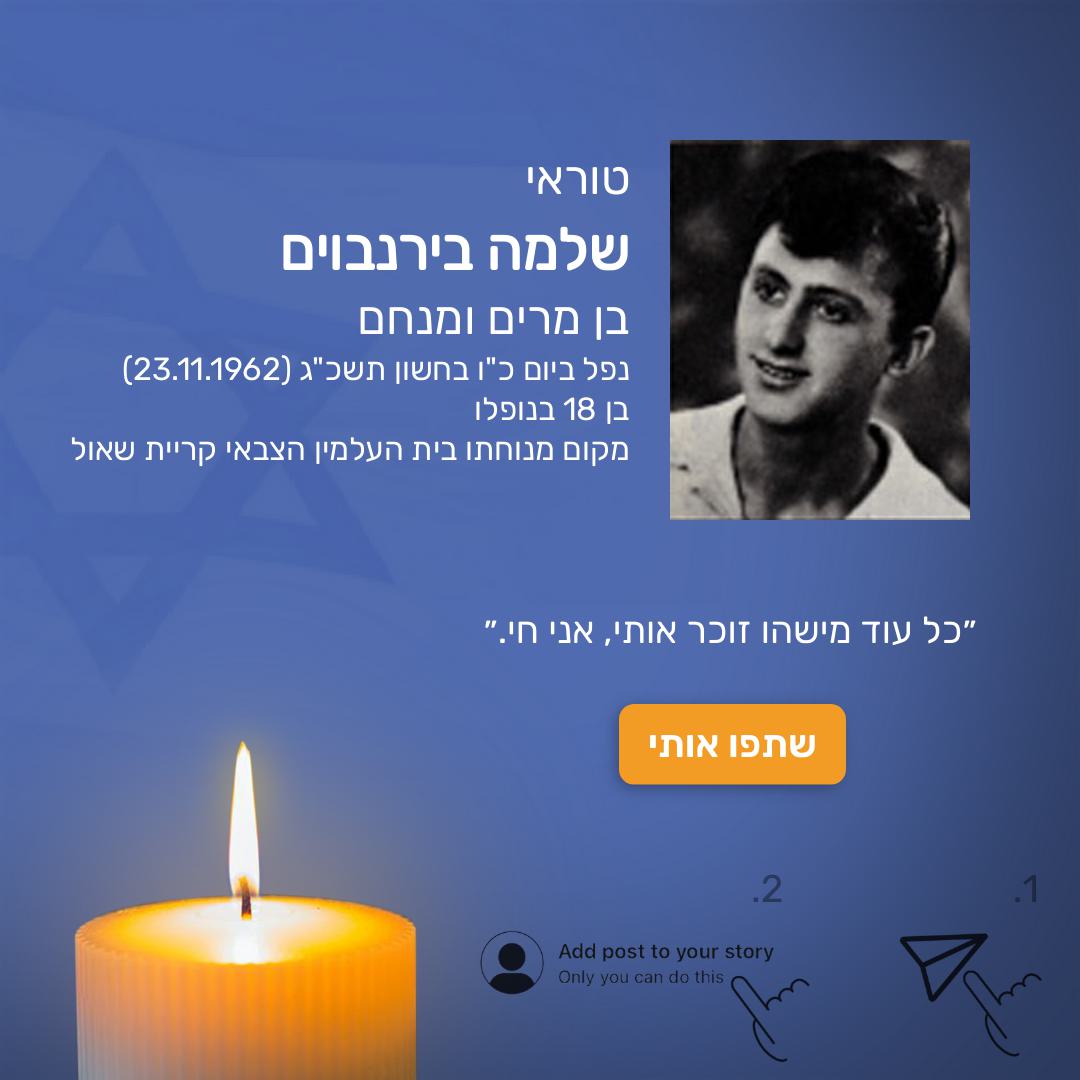 טוראי
שלמה בירנבוים
בן מרים ומנחם
נפל ביום כ"ו בחשון תשכ"ג (23.11.1962)
בן 18 בנופלו
מקום מנוחתו בית העלמין הצבאי קריית שאול
״כל עוד מישהו זוכר אותי, אני חי.״
שתפו אותי
1.
2.
Add post to your story
Only you can do this